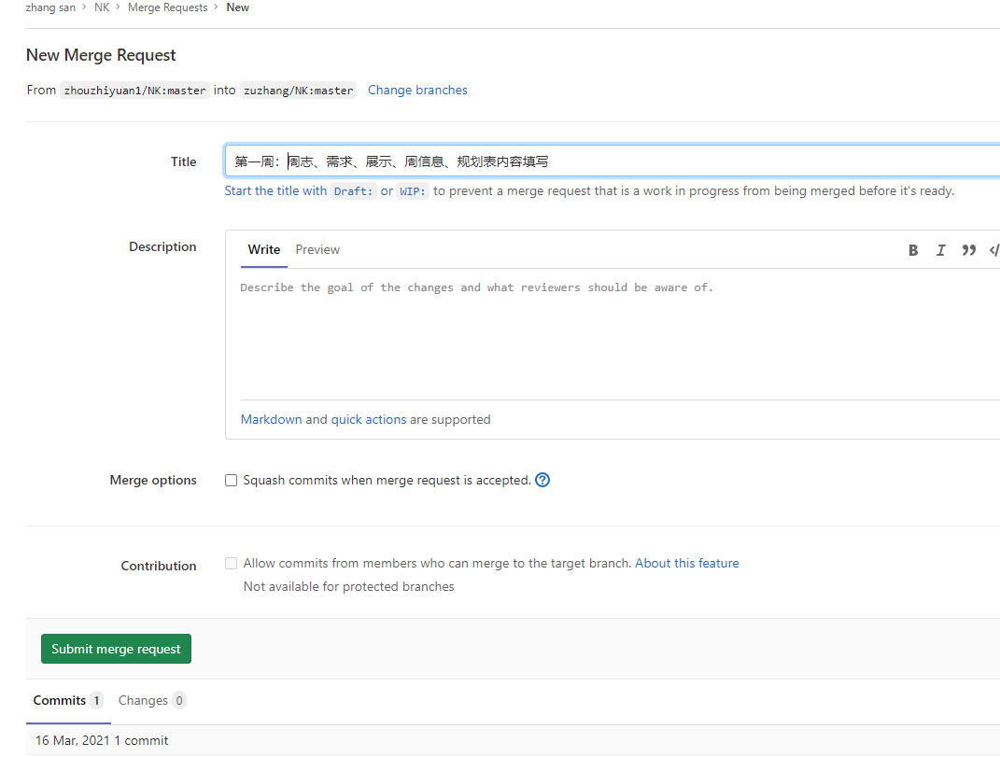 zhang san > NK > Merge Requests > New
New Merge Request
From zhouzhiyuan1/NK:master into zuzhang/NK:master Change branches
Title
第一周：周志、需求、展示、周信息、规划表内容填写
Start the title with Draft: or WIP: to prevent a merge request that is a work in progress from being merged before it's ready.
Description
Write Preview B I ” </
Describe the goal of the changes and what reviewers should be aware of.
Markdown and quick actions are supported
Merge options
Squash commits when merge request is accepted. ?
Contribution
Allow commits from members who can merge to the target branch. About this feature
Not available for protected branches
Submit merge request
Commits 1 Changes 0
16 Mar, 2021 1 commit